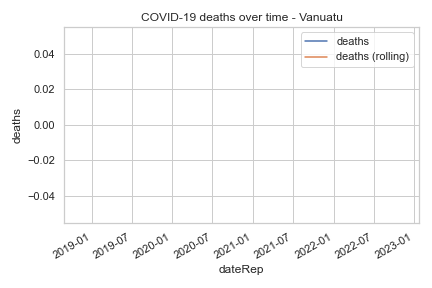 COVID-19 deaths over time - Vanuatu
deaths
deaths (rolling)
deaths
0.04
0.02
0.00
−0.02
−0.04
2019-01
2019-07
2020-01
2020-07
2021-01
2021-07
2022-01
2022-07
2023-01
dateRep